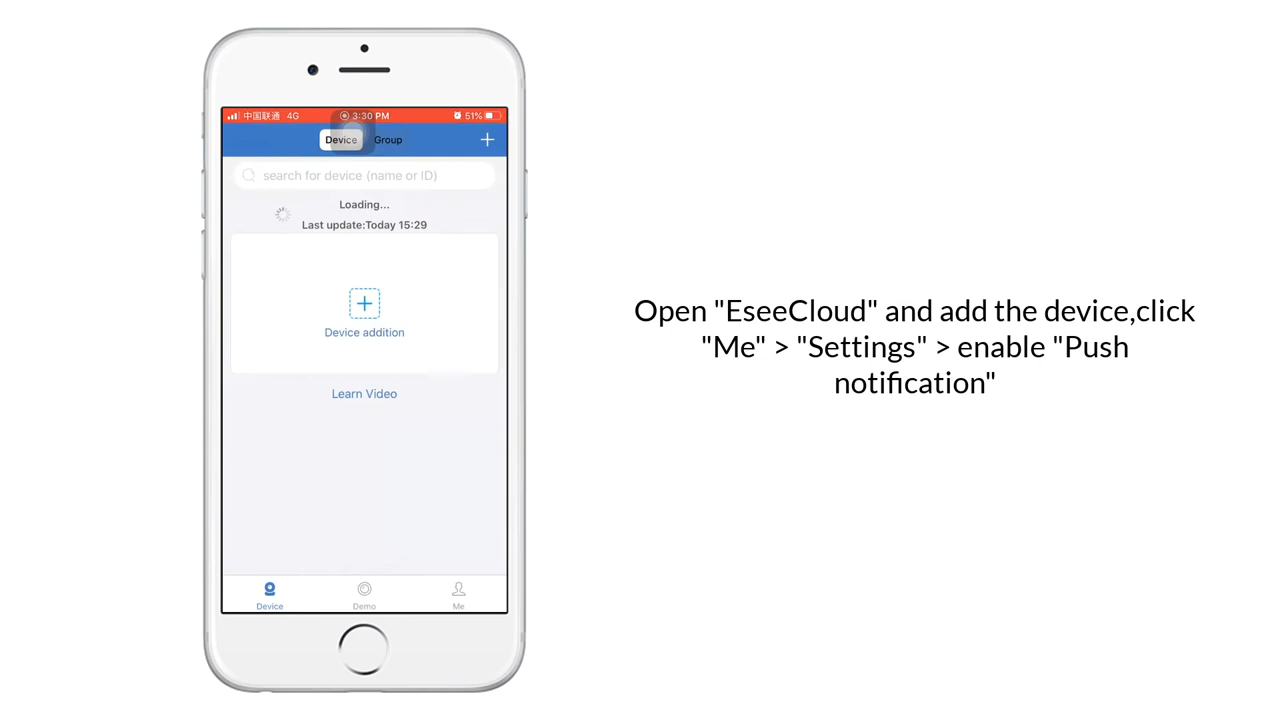 中国联通 4G 3:30 PM 51%
Device Group
search for device (name or ID)
Loading...
Last update:Today 15:29
Device addition
Learn Video
Device Demo Me
Open "EseeCloud" and add the device,click
"Me" > "Settings" > enable "Push
notification"